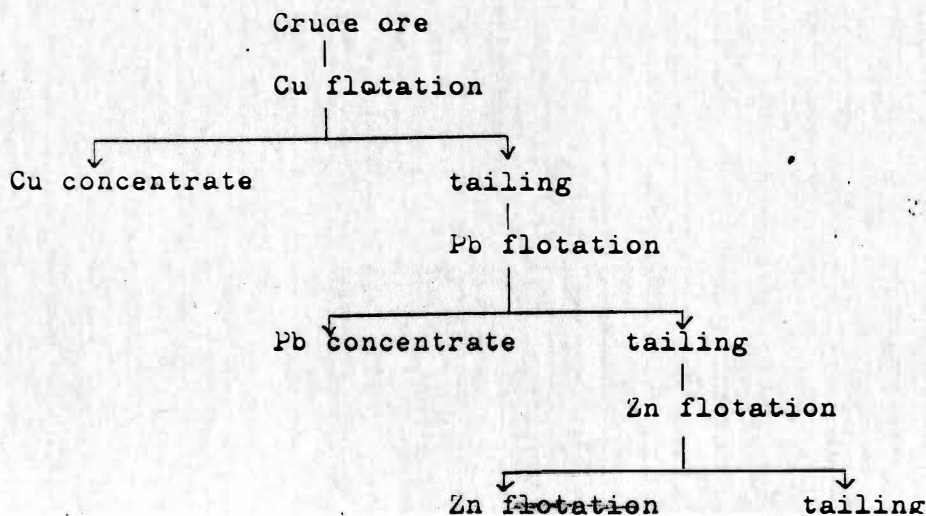 Crude ore
Cu flotation
Cu concentrate tailing
Pb flotation
Pb concentrate tailing
Zn flotation
Zn flotation tailing